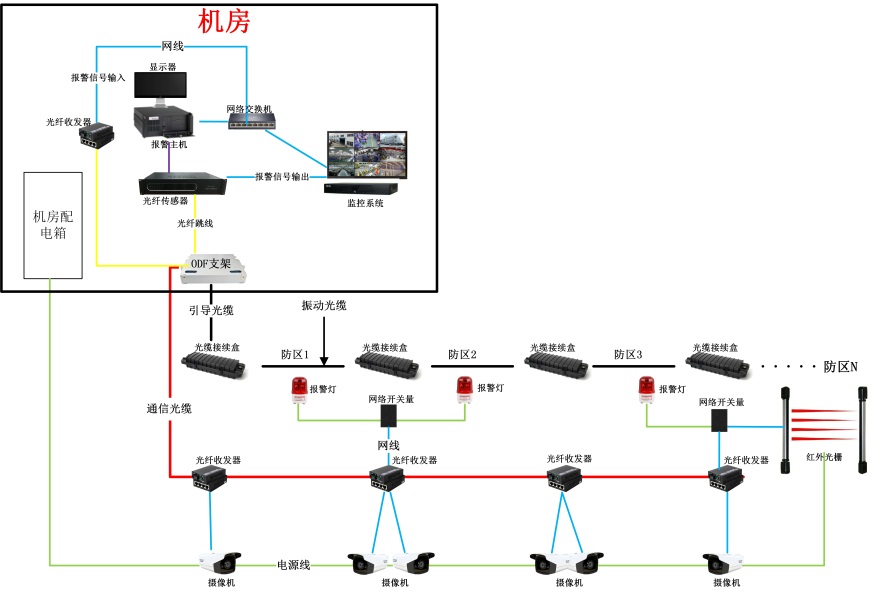 机房
网线
显示器
报警信号输入
网络交换机
光纤收发器
报警主机
报警信号输出
光纤传感器
监控系统
机房配
电箱
光纤跳线
ODF支架
引导光缆
振动光缆
光缆接续盒
防区1
光缆接续盒
防区2
光缆接续盒
防区3
光缆接续盒
防区N
报警灯
报警灯
报警灯
网络开关量
网络开关量
通信光缆
网线
光纤收发器
光纤收发器
光纤收发器
光纤收发器
红外光栅
电源线
摄像机
摄像机
摄像机
摄像机